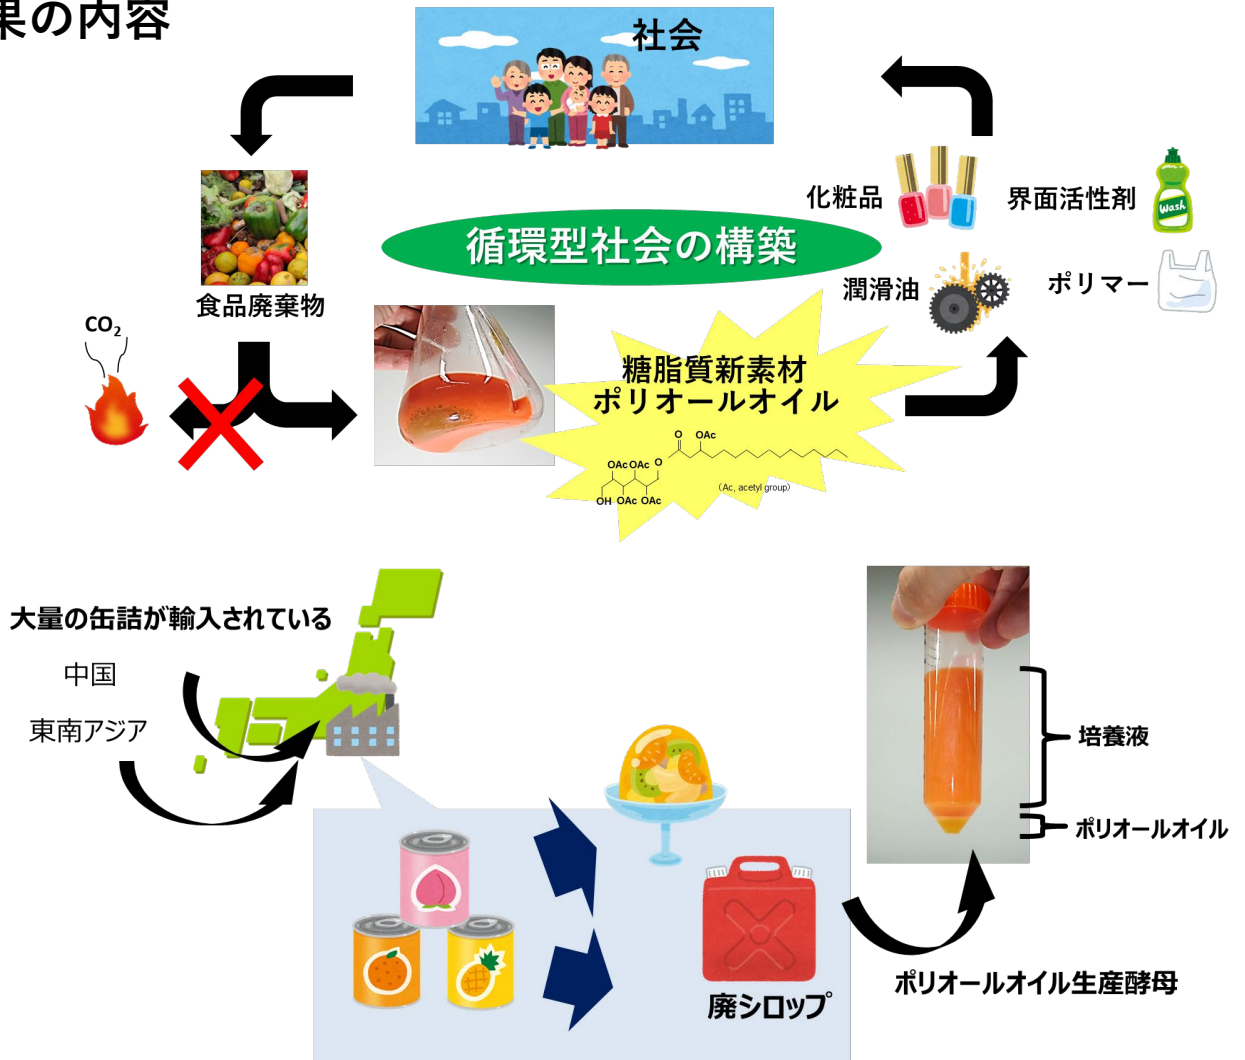 果の内容
社会
化粧品
界面活性剤
Wash
循環型社会の構築
潤滑油
ポリマー
食品廃棄物
CO₂
糖脂質新素材
ポリオールオイル
O OAc
OAc OAc O
OH OAc OAc
(Ac, acetyl group)
大量の缶詰が輸入されている
中国
東南アジア
培養液
ポリオールオイル
廃シロップ
ポリオールオイル生産酵母